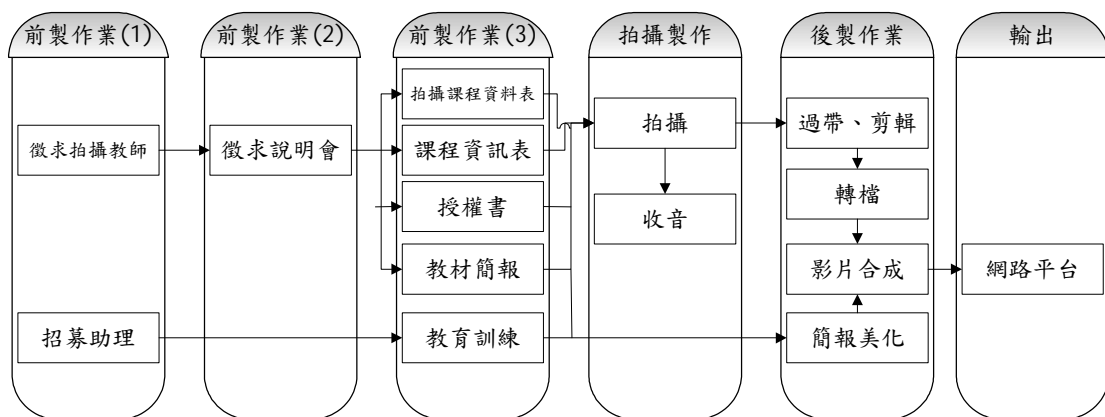 前製作業(1)
前製作業(2)
前製作業(3)
拍攝製作
後製作業
輸出
徵求拍攝教師
招募助理
徵求說明會
拍攝課程資料表
課程資訊表
授權書
教材簡報
教育訓練
拍攝
收音
過帶、剪輯
轉檔
影片合成
簡報美化
網路平台